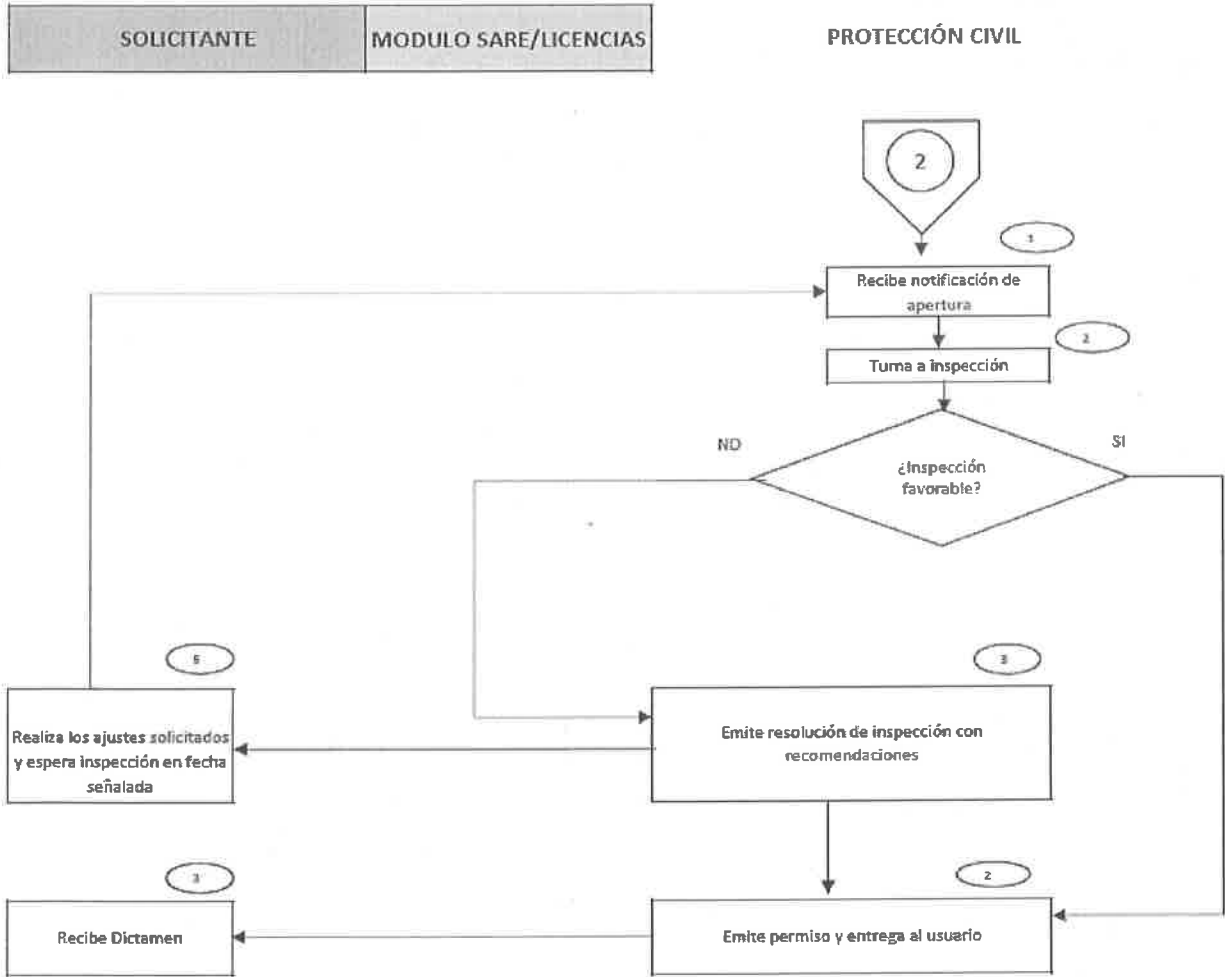 SOLICITANTE
MODULO SARE/LICENCIAS
PROTECCIÓN CIVIL
2
1
Recibe notificación de
apertura
2
Turna a inspección
NO
SI
¿Inspección
favorable?
5
3
Realiza los ajustes solicitados
y espera inspección en fecha
señalada
Emite resolución de inspección con
recomendaciones
3
2
Recibe Dictamen
Emite permiso y entrega al usuario